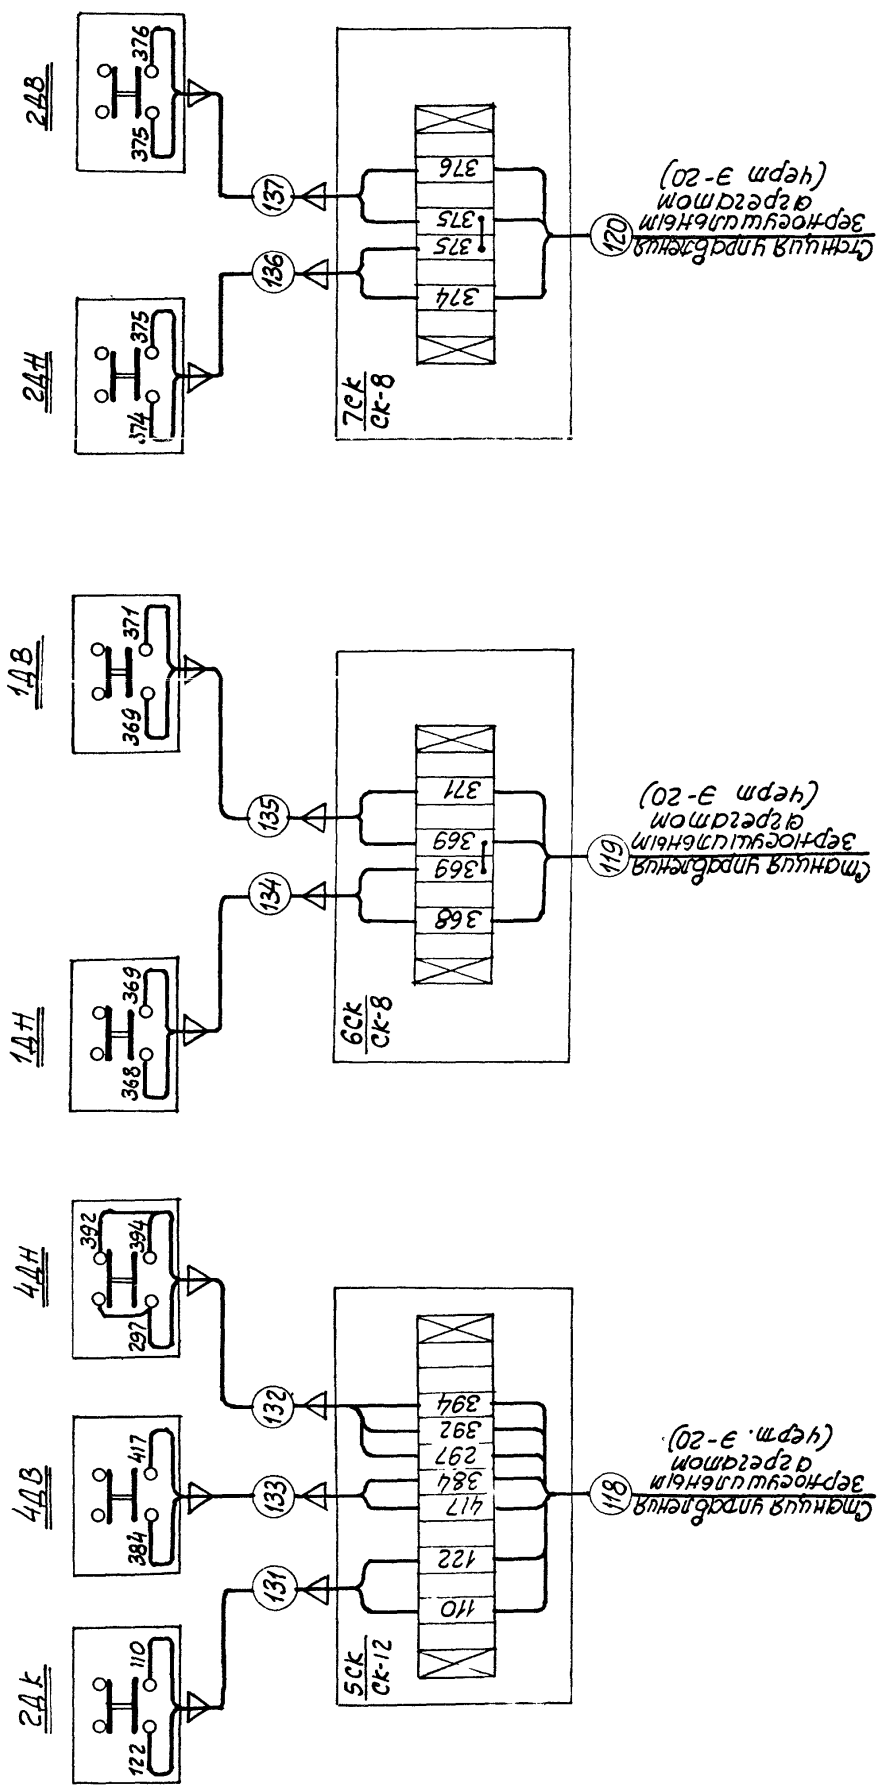 2ДК
122
110
4ДВ
384
417
4ДН
297
392
394
1ДН
368
369
1ДВ
369
371
2ДН
374
375
2ДВ
375
376
131
133
132
134
135
136
137
5СК
СК-12
110
122
417
384
297
392
394
6СК
СК-8
368
369
369
371
7СК
СК-8
374
375
375
376
118
Станция управления
зерносушильным
агрегатом
(черт. Э-20)
119
Станция управления
зерносушильным
агрегатом
(черт Э-20)
120
Станция управления
зерносушильным
агрегатом
(черт Э-20)